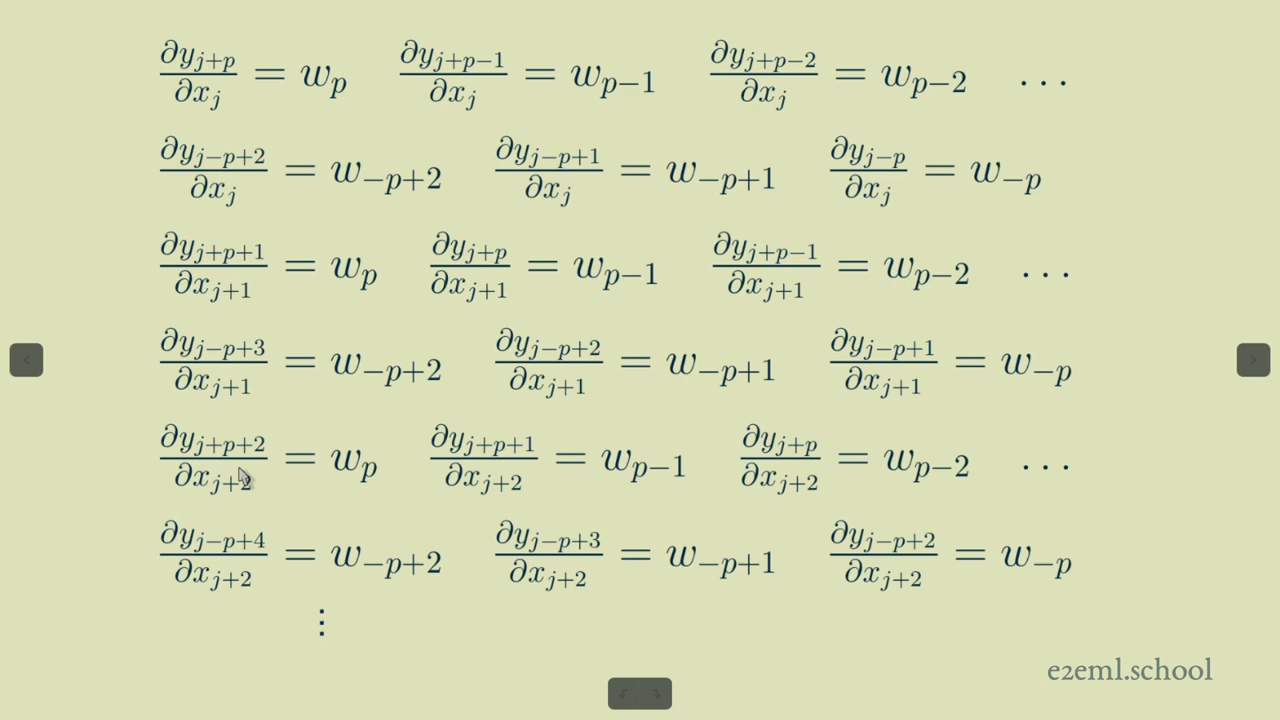 ∂y_{j+p}/∂x_j = w_p   ∂y_{j+p−1}/∂x_j = w_{p−1}   ∂y_{j+p−2}/∂x_j = w_{p−2}   ...
∂y_{j−p+2}/∂x_j = w_{−p+2}   ∂y_{j−p+1}/∂x_j = w_{−p+1}   ∂y_{j−p}/∂x_j = w_{−p}
∂y_{j+p+1}/∂x_{j+1} = w_p   ∂y_{j+p}/∂x_{j+1} = w_{p−1}   ∂y_{j+p−1}/∂x_{j+1} = w_{p−2}   ...
∂y_{j−p+3}/∂x_{j+1} = w_{−p+2}   ∂y_{j−p+2}/∂x_{j+1} = w_{−p+1}   ∂y_{j−p+1}/∂x_{j+1} = w_{−p}
∂y_{j+p+2}/∂x_{j+2} = w_p   ∂y_{j+p+1}/∂x_{j+2} = w_{p−1}   ∂y_{j+p}/∂x_{j+2} = w_{p−2}   ...
∂y_{j−p+4}/∂x_{j+2} = w_{−p+2}   ∂y_{j−p+3}/∂x_{j+2} = w_{−p+1}   ∂y_{j−p+2}/∂x_{j+2} = w_{−p}
⋮
e2eml.school